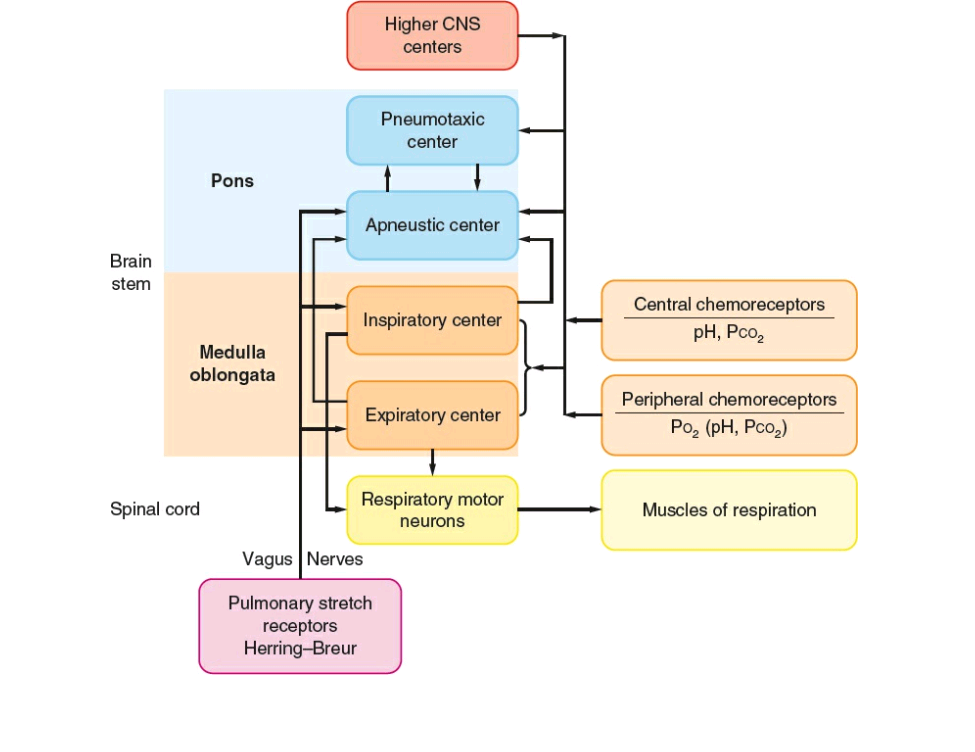 Higher CNS
centers
Pneumotaxic
center
Pons
Apneustic center
Brain
stem
Inspiratory center
Central chemoreceptors
pH, PCO₂
Medulla
oblongata
Expiratory center
Peripheral chemoreceptors
PO₂ (pH, PCO₂)
Spinal cord
Respiratory motor
neurons
Muscles of respiration
Vagus Nerves
Pulmonary stretch
receptors
Herring–Breur